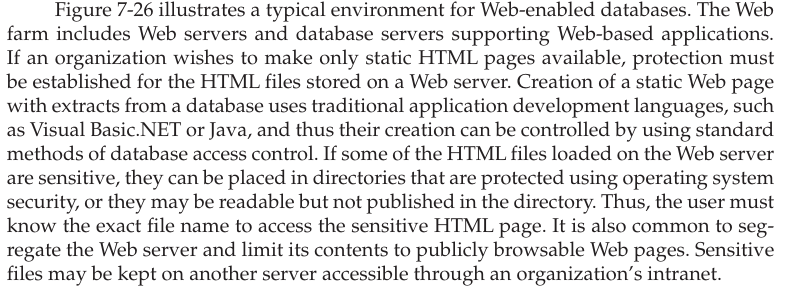 Figure 7-26 illustrates a typical environment for Web-enabled databases. The Web
farm includes Web servers and database servers supporting Web-based applications.
If an organization wishes to make only static HTML pages available, protection must
be established for the HTML files stored on a Web server. Creation of a static Web page
with extracts from a database uses traditional application development languages, such
as Visual Basic.NET or Java, and thus their creation can be controlled by using standard
methods of database access control. If some of the HTML files loaded on the Web server
are sensitive, they can be placed in directories that are protected using operating system
security, or they may be readable but not published in the directory. Thus, the user must
know the exact file name to access the sensitive HTML page. It is also common to seg-
regate the Web server and limit its contents to publicly browsable Web pages. Sensitive
files may be kept on another server accessible through an organization's intranet.